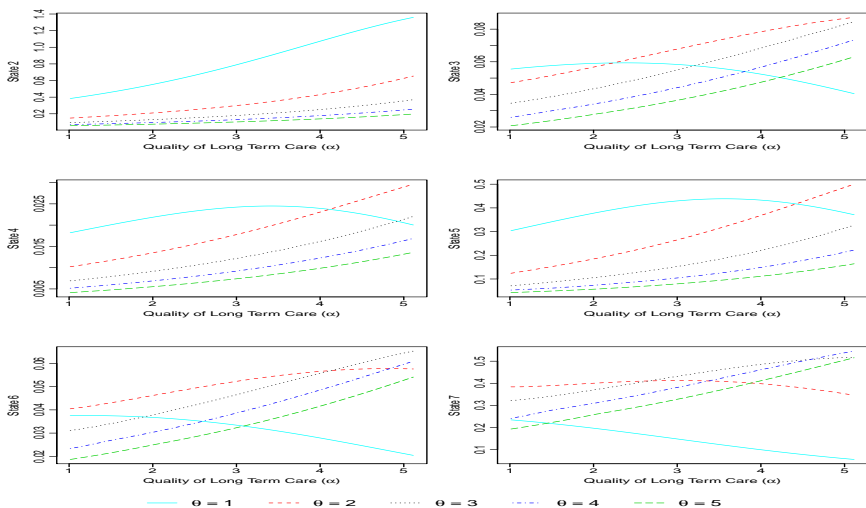 State 2
0.2 0.4 0.6 0.8 1.0 1.2 1.4
1 2 3 4 5
Quality of Long Term Care (α)
State 3
0.02 0.04 0.06 0.08
1 2 3 4 5
Quality of Long Term Care (α)
State 4
0.005 0.015 0.025
1 2 3 4 5
Quality of Long Term Care (α)
State 5
0.1 0.2 0.3 0.4 0.5
1 2 3 4 5
Quality of Long Term Care (α)
State 6
0.02 0.03 0.04 0.05 0.06
1 2 3 4 5
Quality of Long Term Care (α)
State 7
0.1 0.2 0.3 0.4 0.5
1 2 3 4 5
Quality of Long Term Care (α)
θ = 1 θ = 2 θ = 3 θ = 4 θ = 5